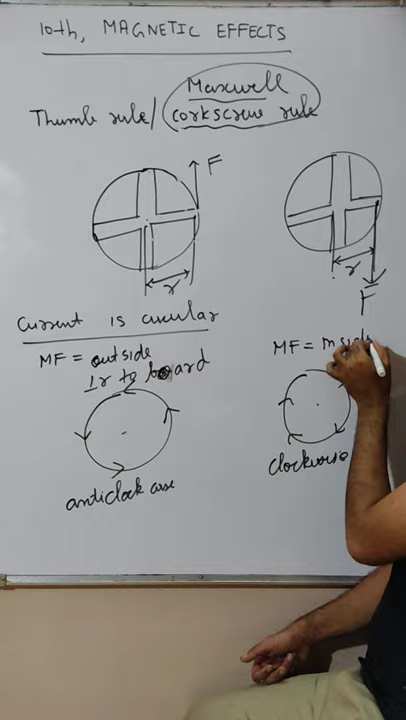 10th, MAGNETIC EFFECTS
Maxwell
Thumb rule/ corkscrew rule
F
r
r
F
Current is circular
MF = outside
⊥r to board
anticlock wise
MF = inside
clockwise